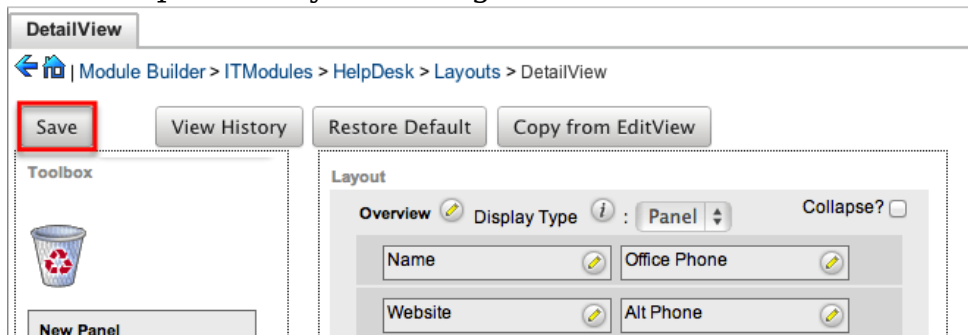 DetailView
| Module Builder > ITModules > HelpDesk > Layouts > DetailView
Save View History Restore Default Copy from EditView
Toolbox
Layout
Overview Display Type i : Panel Collapse?
Name Office Phone
Website Alt Phone
New Panel